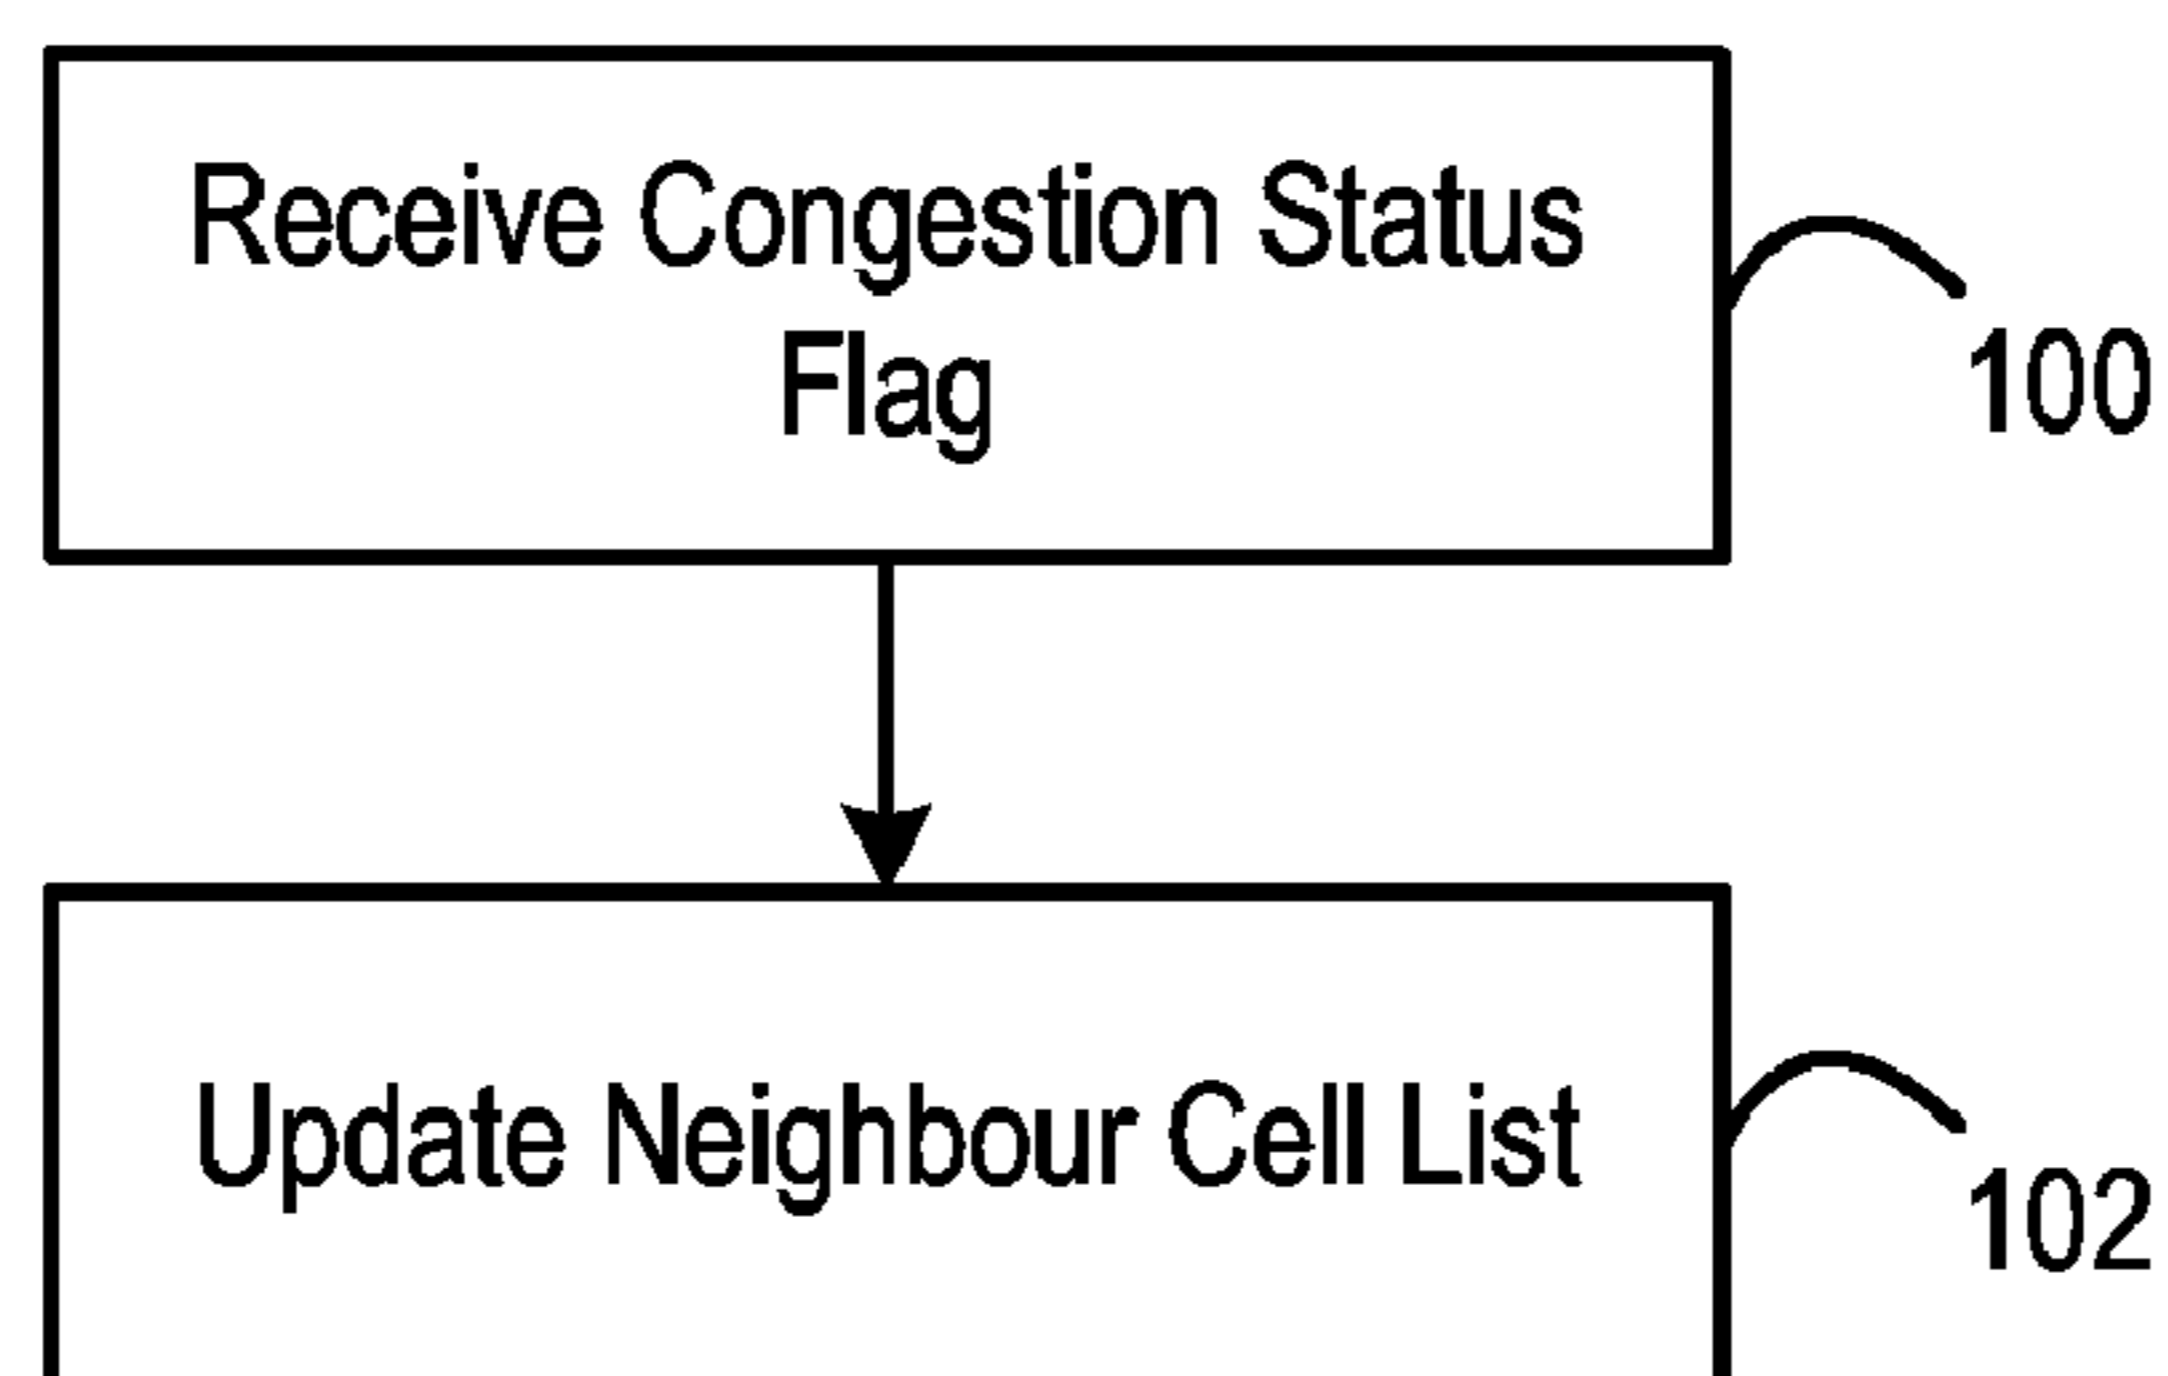 Receive Congestion Status
Flag
100
Update Neighbour Cell List
102